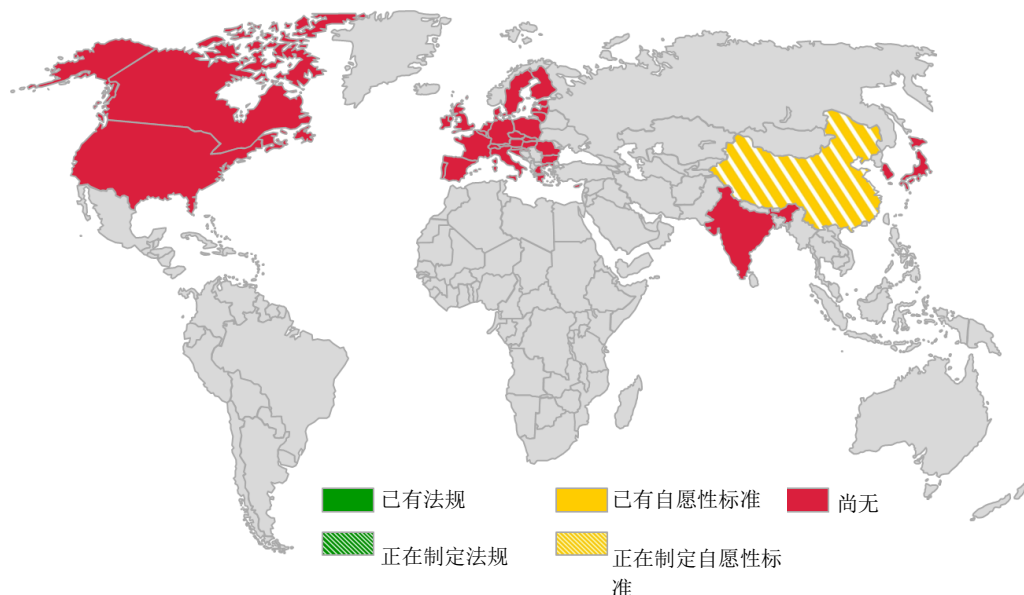 已有法规
已有自愿性标准
尚无
正在制定法规
正在制定自愿性标
准